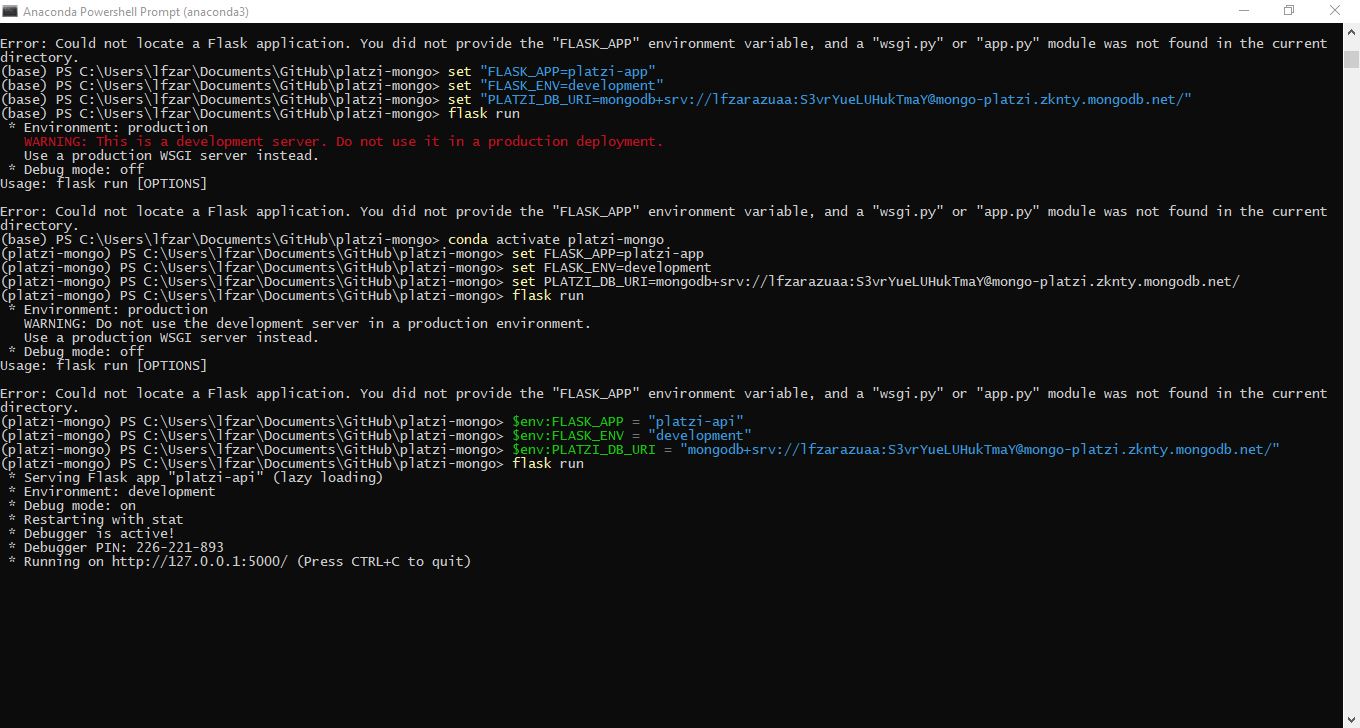 Anaconda Powershell Prompt (anaconda3)
Error: Could not locate a Flask application. You did not provide the "FLASK_APP" environment variable, and a "wsgi.py" or "app.py" module was not found in the current
directory.
(base) PS C:\Users\lfzar\Documents\GitHub\platzi-mongo> set "FLASK_APP=platzi-app"
(base) PS C:\Users\lfzar\Documents\GitHub\platzi-mongo> set "FLASK_ENV=development"
(base) PS C:\Users\lfzar\Documents\GitHub\platzi-mongo> set "PLATZI_DB_URI=mongodb+srv://lfzarazuaa:S3vrYueLUHukTmaY@mongo-platzi.zknty.mongodb.net/"
(base) PS C:\Users\lfzar\Documents\GitHub\platzi-mongo> flask run
 * Environment: production
   WARNING: This is a development server. Do not use it in a production deployment.
   Use a production WSGI server instead.
 * Debug mode: off
Usage: flask run [OPTIONS]
Error: Could not locate a Flask application. You did not provide the "FLASK_APP" environment variable, and a "wsgi.py" or "app.py" module was not found in the current
directory.
(base) PS C:\Users\lfzar\Documents\GitHub\platzi-mongo> conda activate platzi-mongo
(platzi-mongo) PS C:\Users\lfzar\Documents\GitHub\platzi-mongo> set FLASK_APP=platzi-app
(platzi-mongo) PS C:\Users\lfzar\Documents\GitHub\platzi-mongo> set FLASK_ENV=development
(platzi-mongo) PS C:\Users\lfzar\Documents\GitHub\platzi-mongo> set PLATZI_DB_URI=mongodb+srv://lfzarazuaa:S3vrYueLUHukTmaY@mongo-platzi.zknty.mongodb.net/
(platzi-mongo) PS C:\Users\lfzar\Documents\GitHub\platzi-mongo> flask run
 * Environment: production
   WARNING: Do not use the development server in a production environment.
   Use a production WSGI server instead.
 * Debug mode: off
Usage: flask run [OPTIONS]
Error: Could not locate a Flask application. You did not provide the "FLASK_APP" environment variable, and a "wsgi.py" or "app.py" module was not found in the current
directory.
(platzi-mongo) PS C:\Users\lfzar\Documents\GitHub\platzi-mongo> $env:FLASK_APP = "platzi-api"
(platzi-mongo) PS C:\Users\lfzar\Documents\GitHub\platzi-mongo> $env:FLASK_ENV = "development"
(platzi-mongo) PS C:\Users\lfzar\Documents\GitHub\platzi-mongo> $env:PLATZI_DB_URI = "mongodb+srv://lfzarazuaa:S3vrYueLUHukTmaY@mongo-platzi.zknty.mongodb.net/"
(platzi-mongo) PS C:\Users\lfzar\Documents\GitHub\platzi-mongo> flask run
 * Serving Flask app "platzi-api" (lazy loading)
 * Environment: development
 * Debug mode: on
 * Restarting with stat
 * Debugger is active!
 * Debugger PIN: 226-221-893
 * Running on http://127.0.0.1:5000/ (Press CTRL+C to quit)